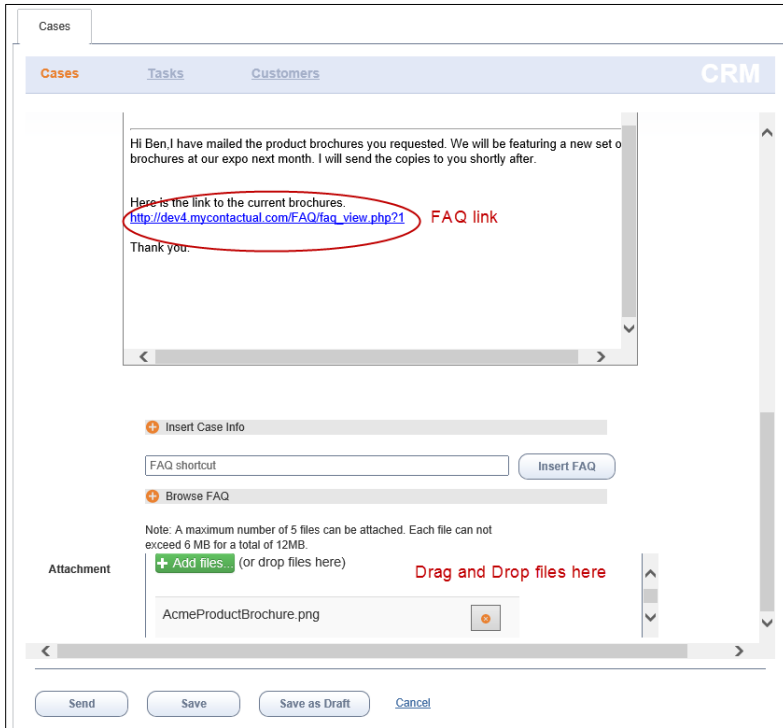 Cases
Cases Tasks Customers CRM
Hi Ben,I have mailed the product brochures you requested. We will be featuring a new set o
brochures at our expo next month. I will send the copies to you shortly after.
Here is the link to the current brochures.
http://dev4.mycontactual.com/FAQ/faq_view.php?1 FAQ link
Thank you.
Insert Case Info
FAQ shortcut Insert FAQ
Browse FAQ
Note: A maximum number of 5 files can be attached. Each file can not
exceed 6 MB for a total of 12MB.
Attachment + Add files... (or drop files here) Drag and Drop files here
AcmeProductBrochure.png
Send Save Save as Draft Cancel